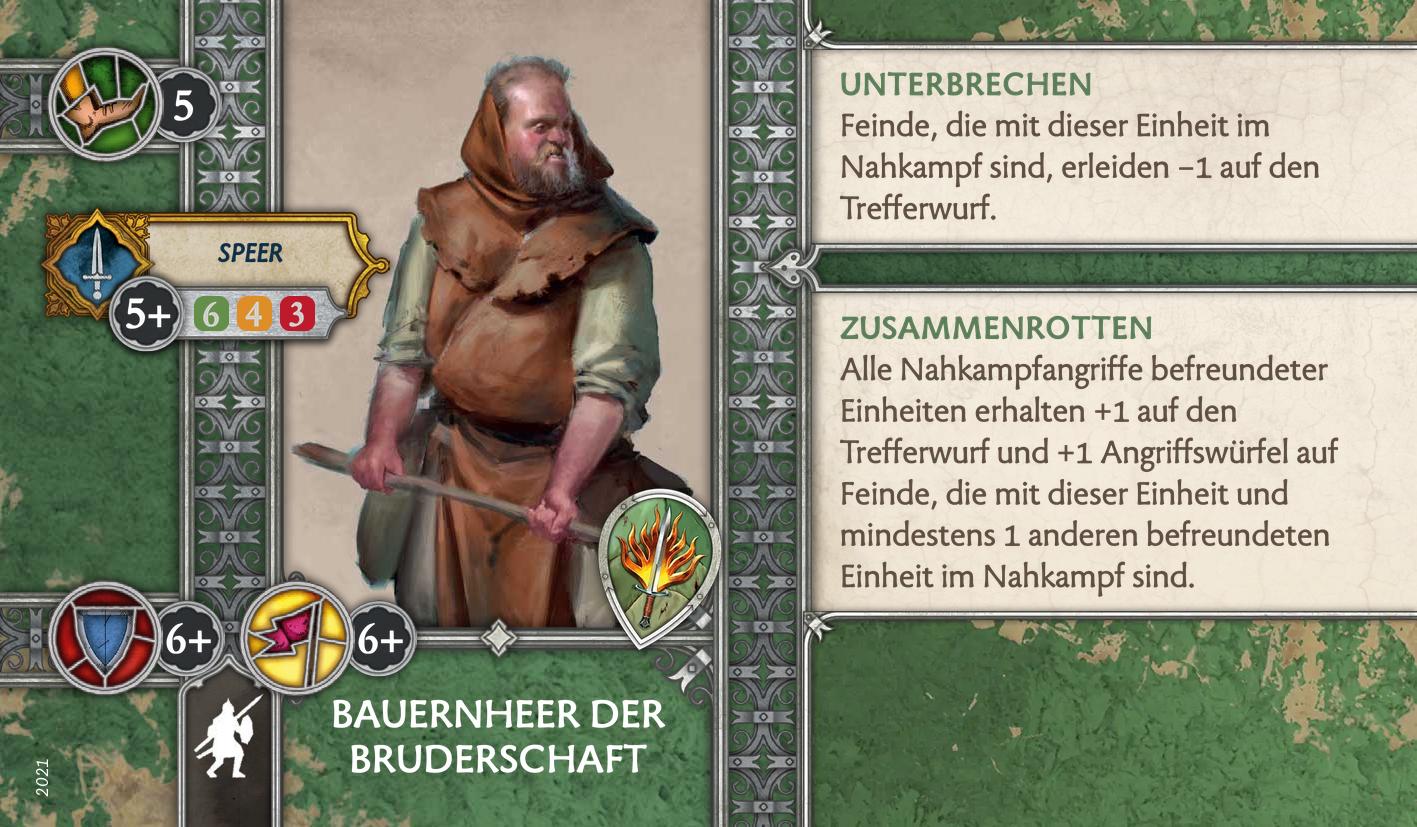 5
SPEER
5+ 6 4 3
6+ 6+
BAUERNHEER DER
BRUDERSCHAFT
2021
UNTERBRECHEN
Feinde, die mit dieser Einheit im
Nahkampf sind, erleiden –1 auf den
Trefferwurf.
ZUSAMMENROTTEN
Alle Nahkampfangriffe befreundeter
Einheiten erhalten +1 auf den
Trefferwurf und +1 Angriffswürfel auf
Feinde, die mit dieser Einheit und
mindestens 1 anderen befreundeten
Einheit im Nahkampf sind.